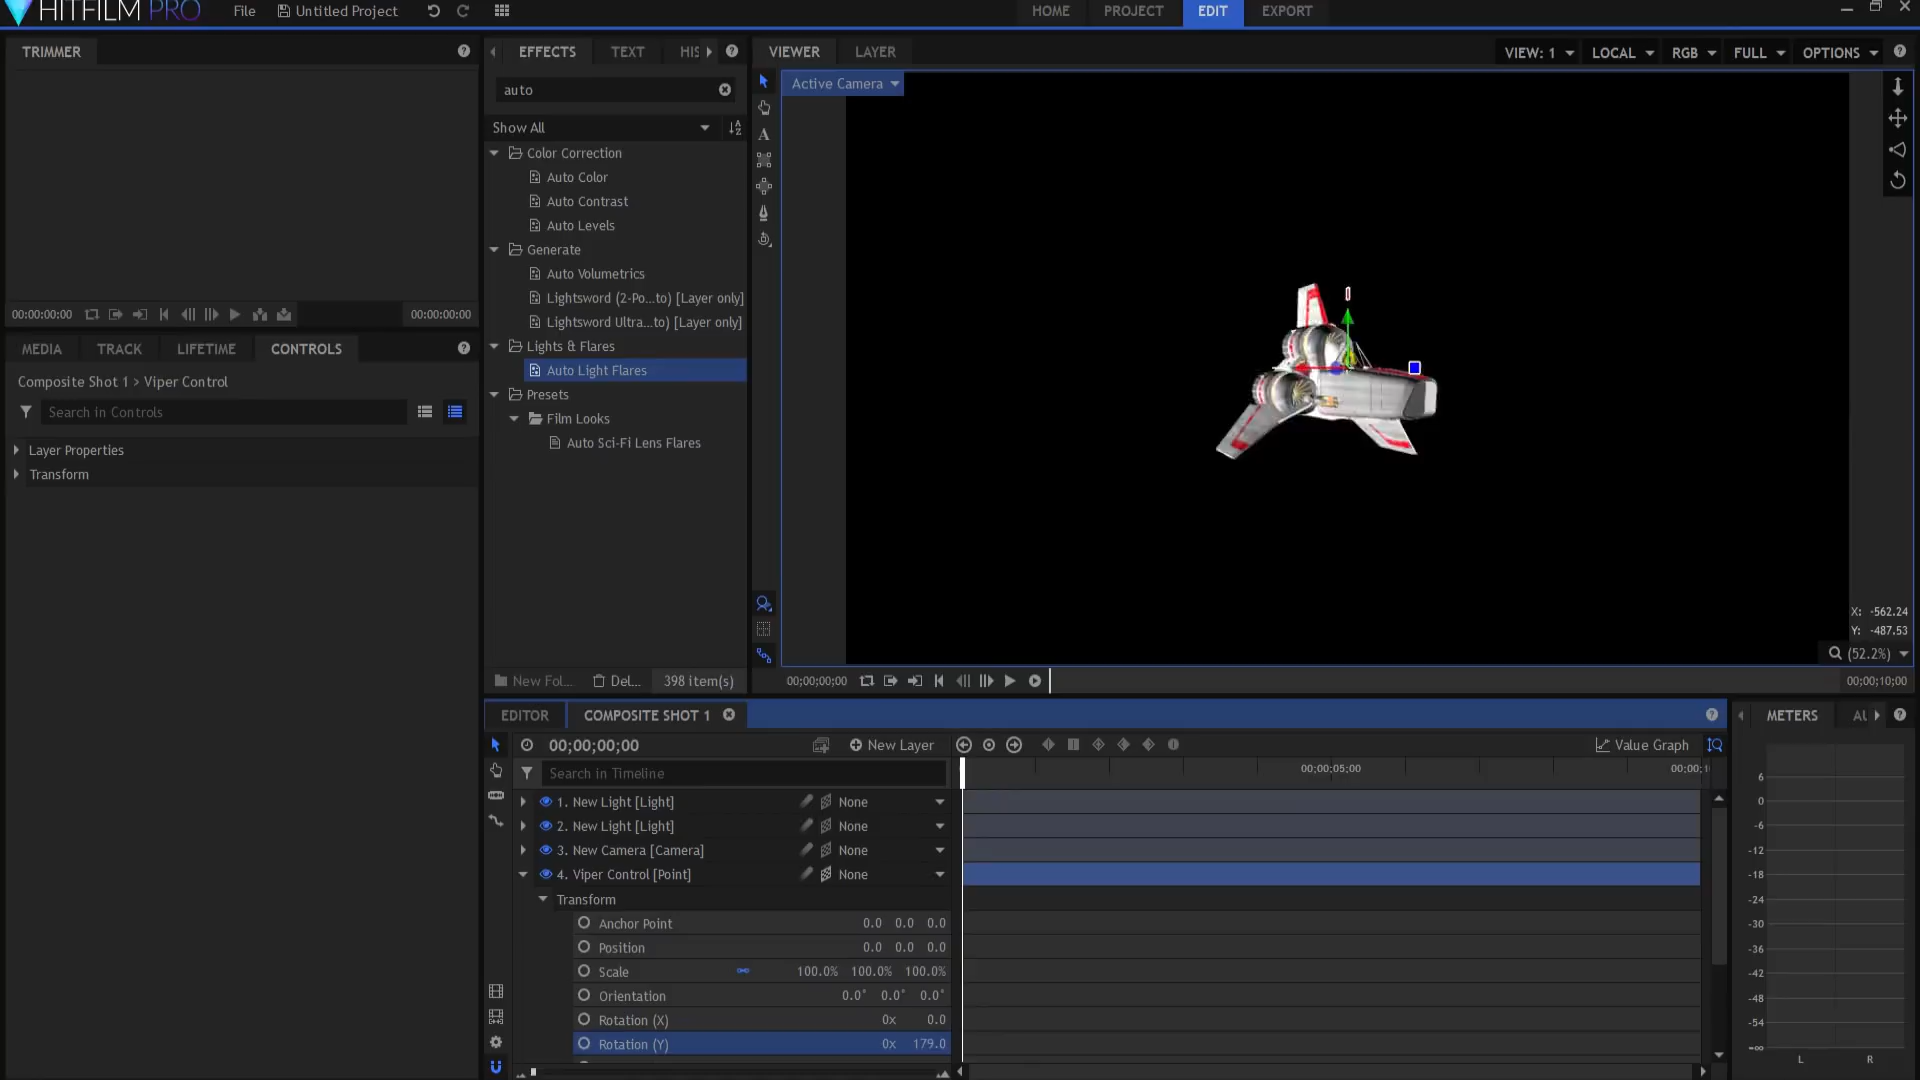 HITFILM PRO File Untitled Project HOME PROJECT EDIT EXPORT
TRIMMER
00:00:00:00 00:00:00:00
MEDIA TRACK LIFETIME CONTROLS
Composite Shot 1 > Viper Control
Search in Controls
Layer Properties
Transform
EFFECTS TEXT HIS
auto
Show All
Color Correction
Auto Color
Auto Contrast
Auto Levels
Generate
Auto Volumetrics
Lightsword (2-Po...to) [Layer only]
Lightsword Ultra...to) [Layer only]
Lights & Flares
Auto Light Flares
Presets
Film Looks
Auto Sci-Fi Lens Flares
New Fol... Del... 398 item(s)
VIEWER LAYER VIEW: 1 LOCAL RGB FULL OPTIONS
Active Camera
X: -562.24
Y: -487.53
(52.2%)
00;00;00;00 00;00;10;00
EDITOR COMPOSITE SHOT 1
00;00;00;00 New Layer Value Graph
Search in Timeline 00;00;05;00 00;00;1
1. New Light [Light] None
2. New Light [Light] None
3. New Camera [Camera] None
4. Viper Control [Point] None
Transform
Anchor Point 0.0 0.0 0.0
Position 0.0 0.0 0.0
Scale 100.0% 100.0% 100.0%
Orientation 0.0° 0.0° 0.0°
Rotation (X) 0x 0.0
Rotation (Y) 0x 179.0
METERS AU
6
0
-6
-12
-18
-24
-30
-36
-42
-48
-54
-∞
L R